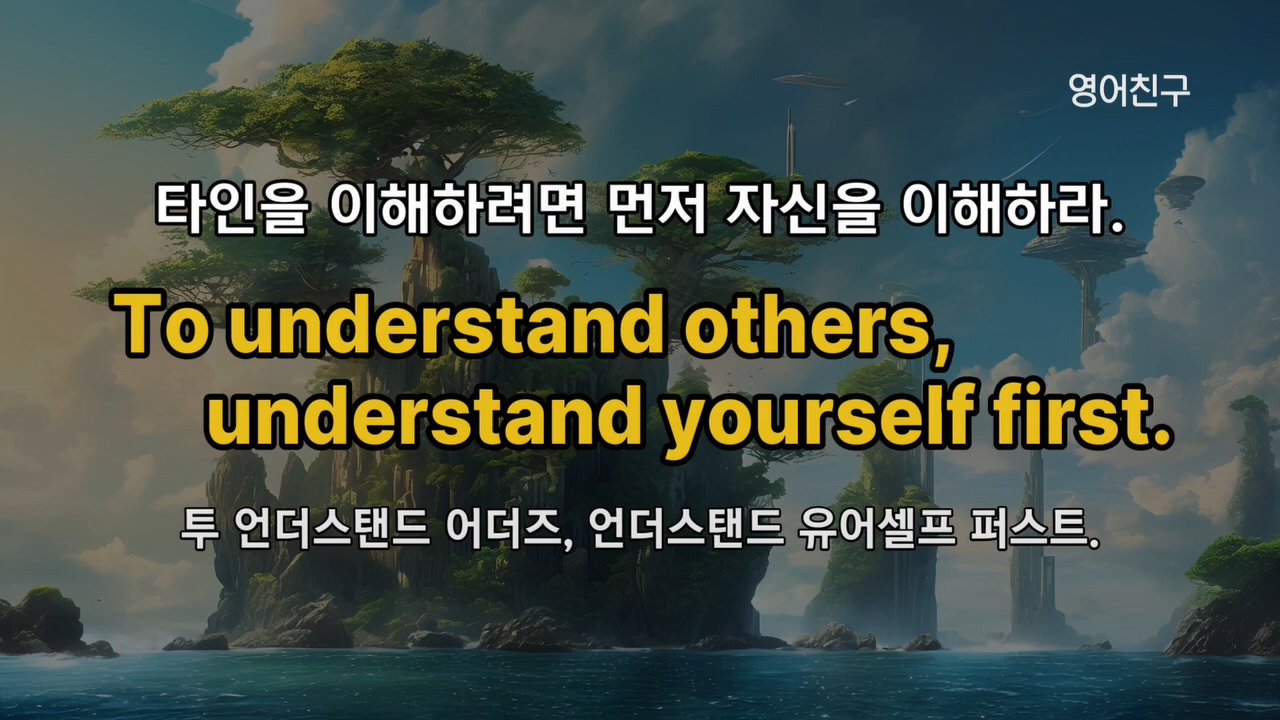 영어친구
타인을 이해하려면 먼저 자신을 이해하라.
To understand others,
understand yourself first.
투 언더스탠드 어더즈, 언더스탠드 유어셀프 퍼스트.